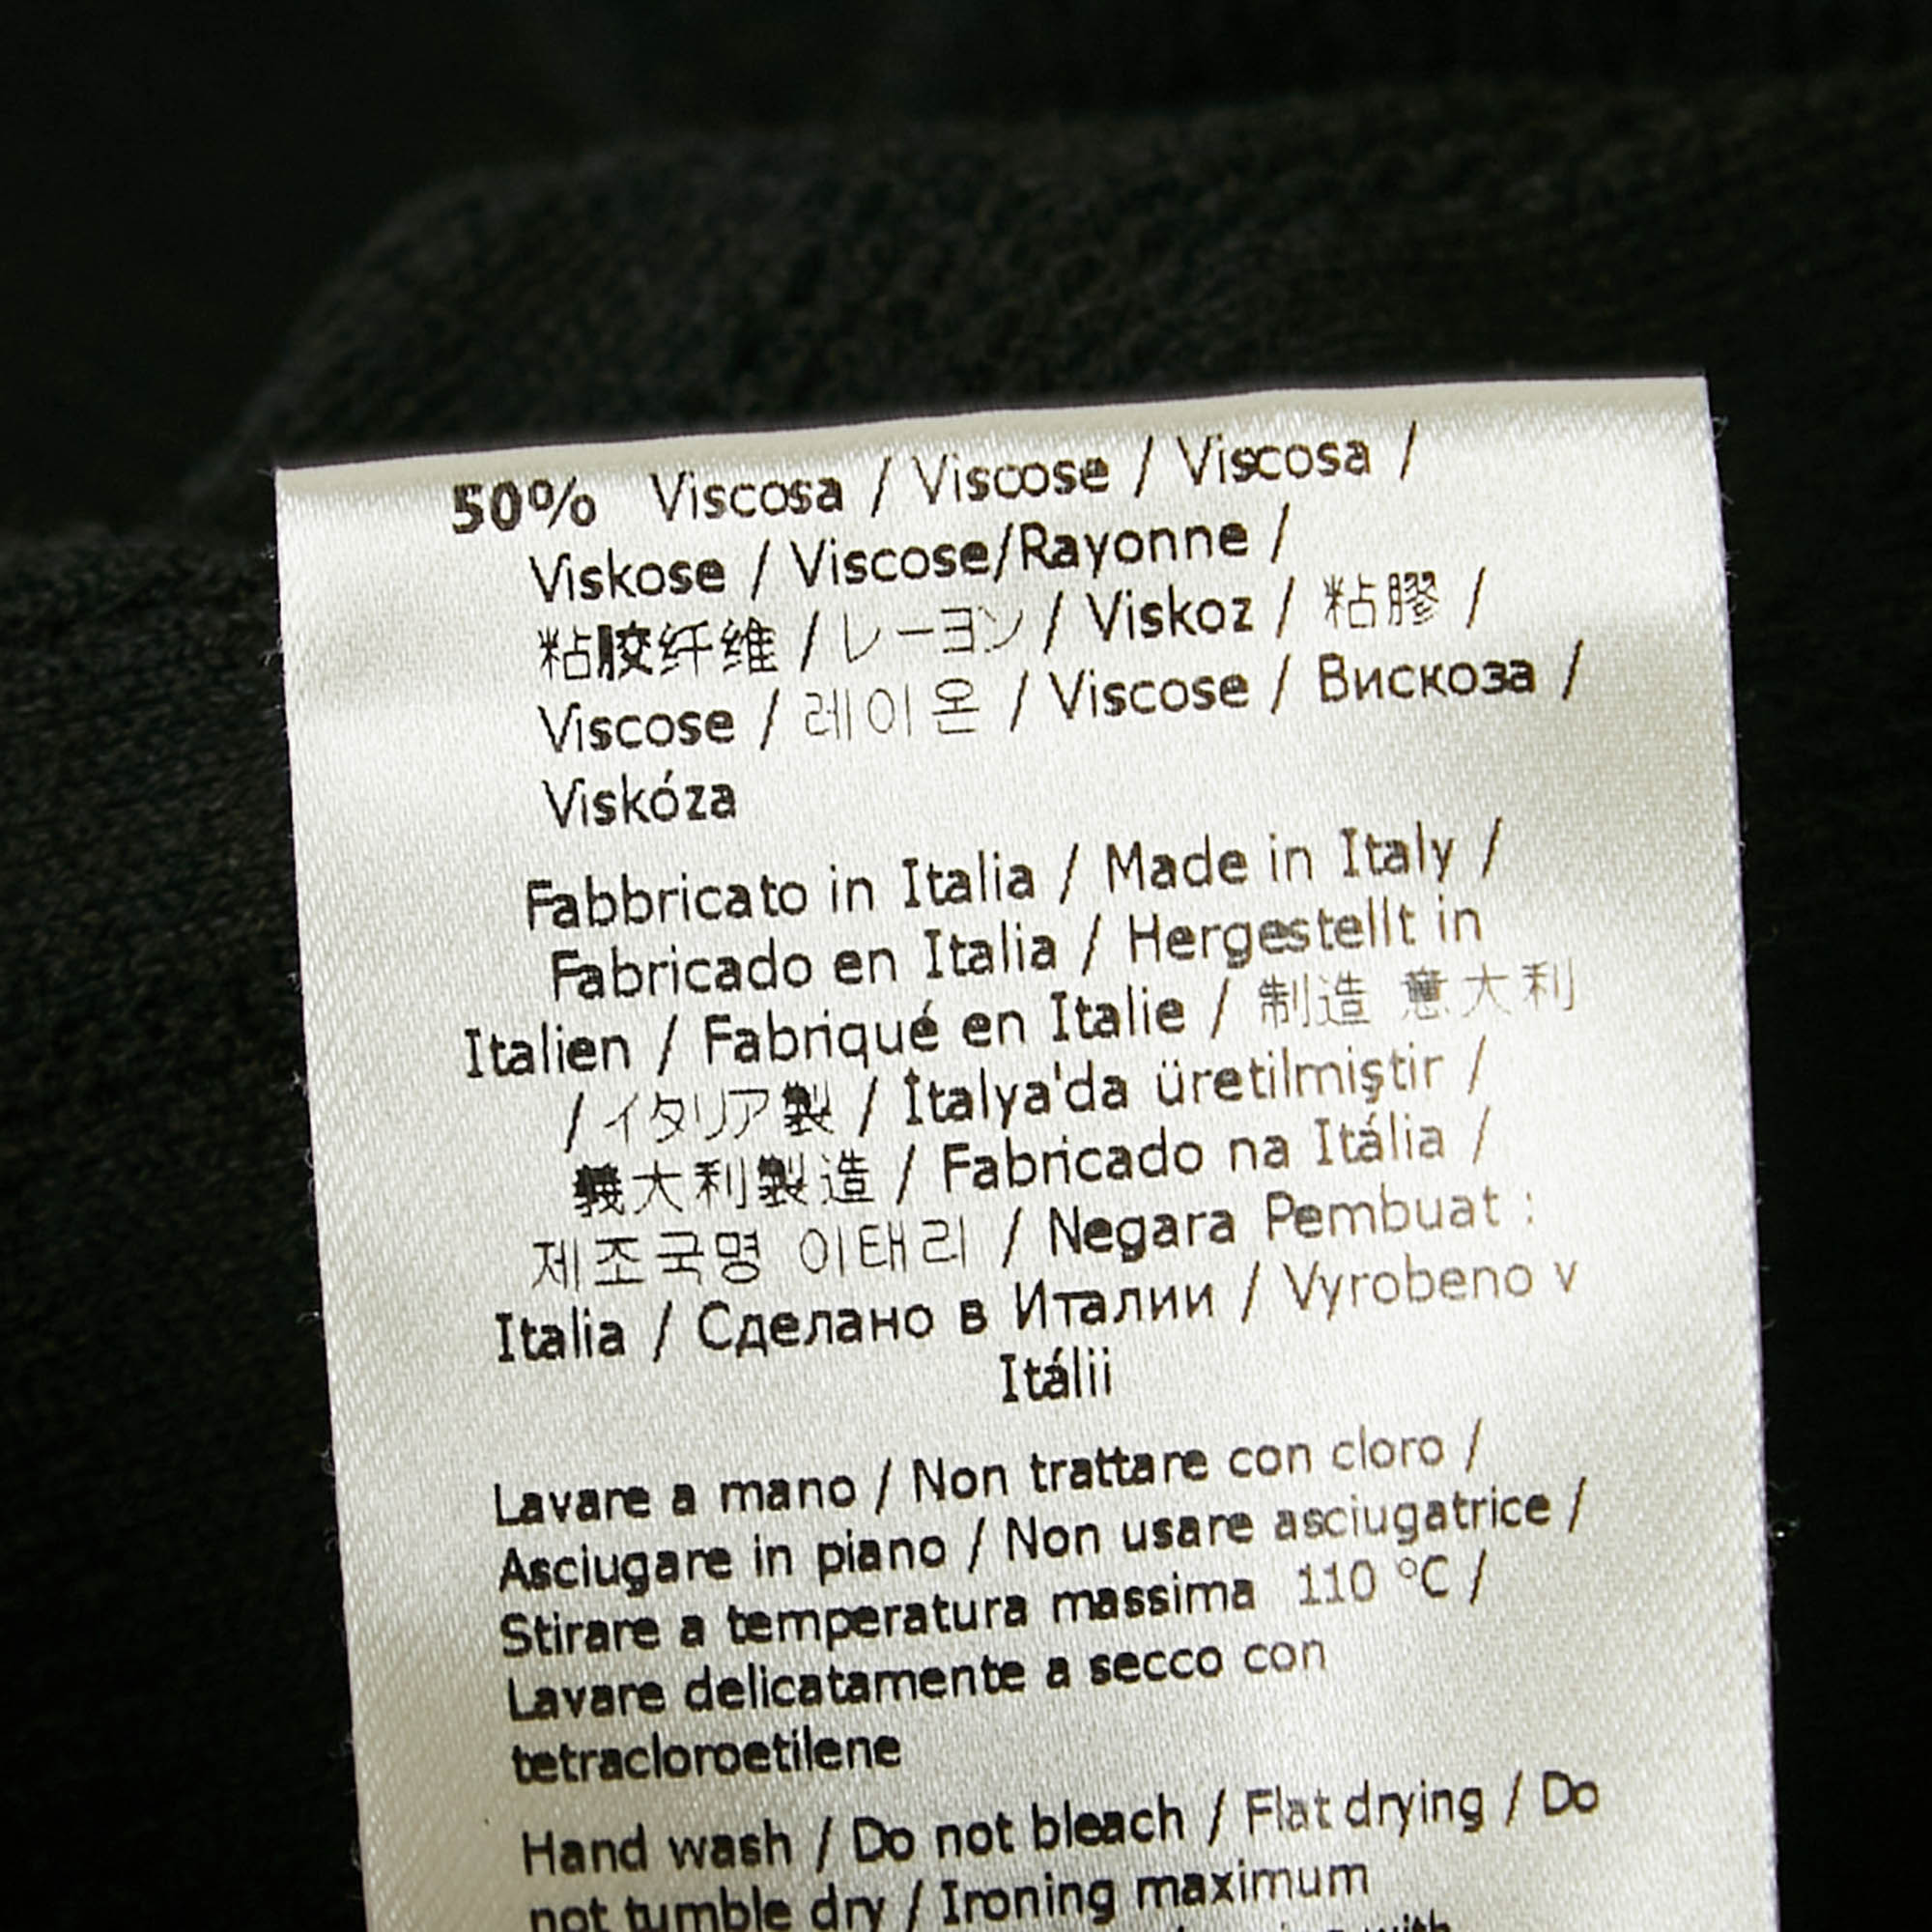 50% Viscosa / Viscose / Viscosa /
Viskose / Viscose/Rayonne /
粘胶纤维 / レーヨン / Viskoz / 粘膠 /
Viscose / 레이온 / Viscose / Вискоза /
Viskóza
Fabbricato in Italia / Made in Italy /
Fabricado en Italia / Hergestellt in
Italien / Fabriqué en Italie / 制造 意大利
/ イタリア製 / İtalya'da üretilmiştir /
義大利製造 / Fabricado na Itália /
제조국명 이태리 / Negara Pembuat :
Italia / Сделано в Италии / Vyrobeno v
Itálii
Lavare a mano / Non trattare con cloro /
Asciugare in piano / Non usare asciugatrice /
Stirare a temperatura massima 110 °C /
Lavare delicatamente a secco con
tetracloroetilene
Hand wash / Do not bleach / Flat drying / Do
not tumble dry / Ironing maximum
with